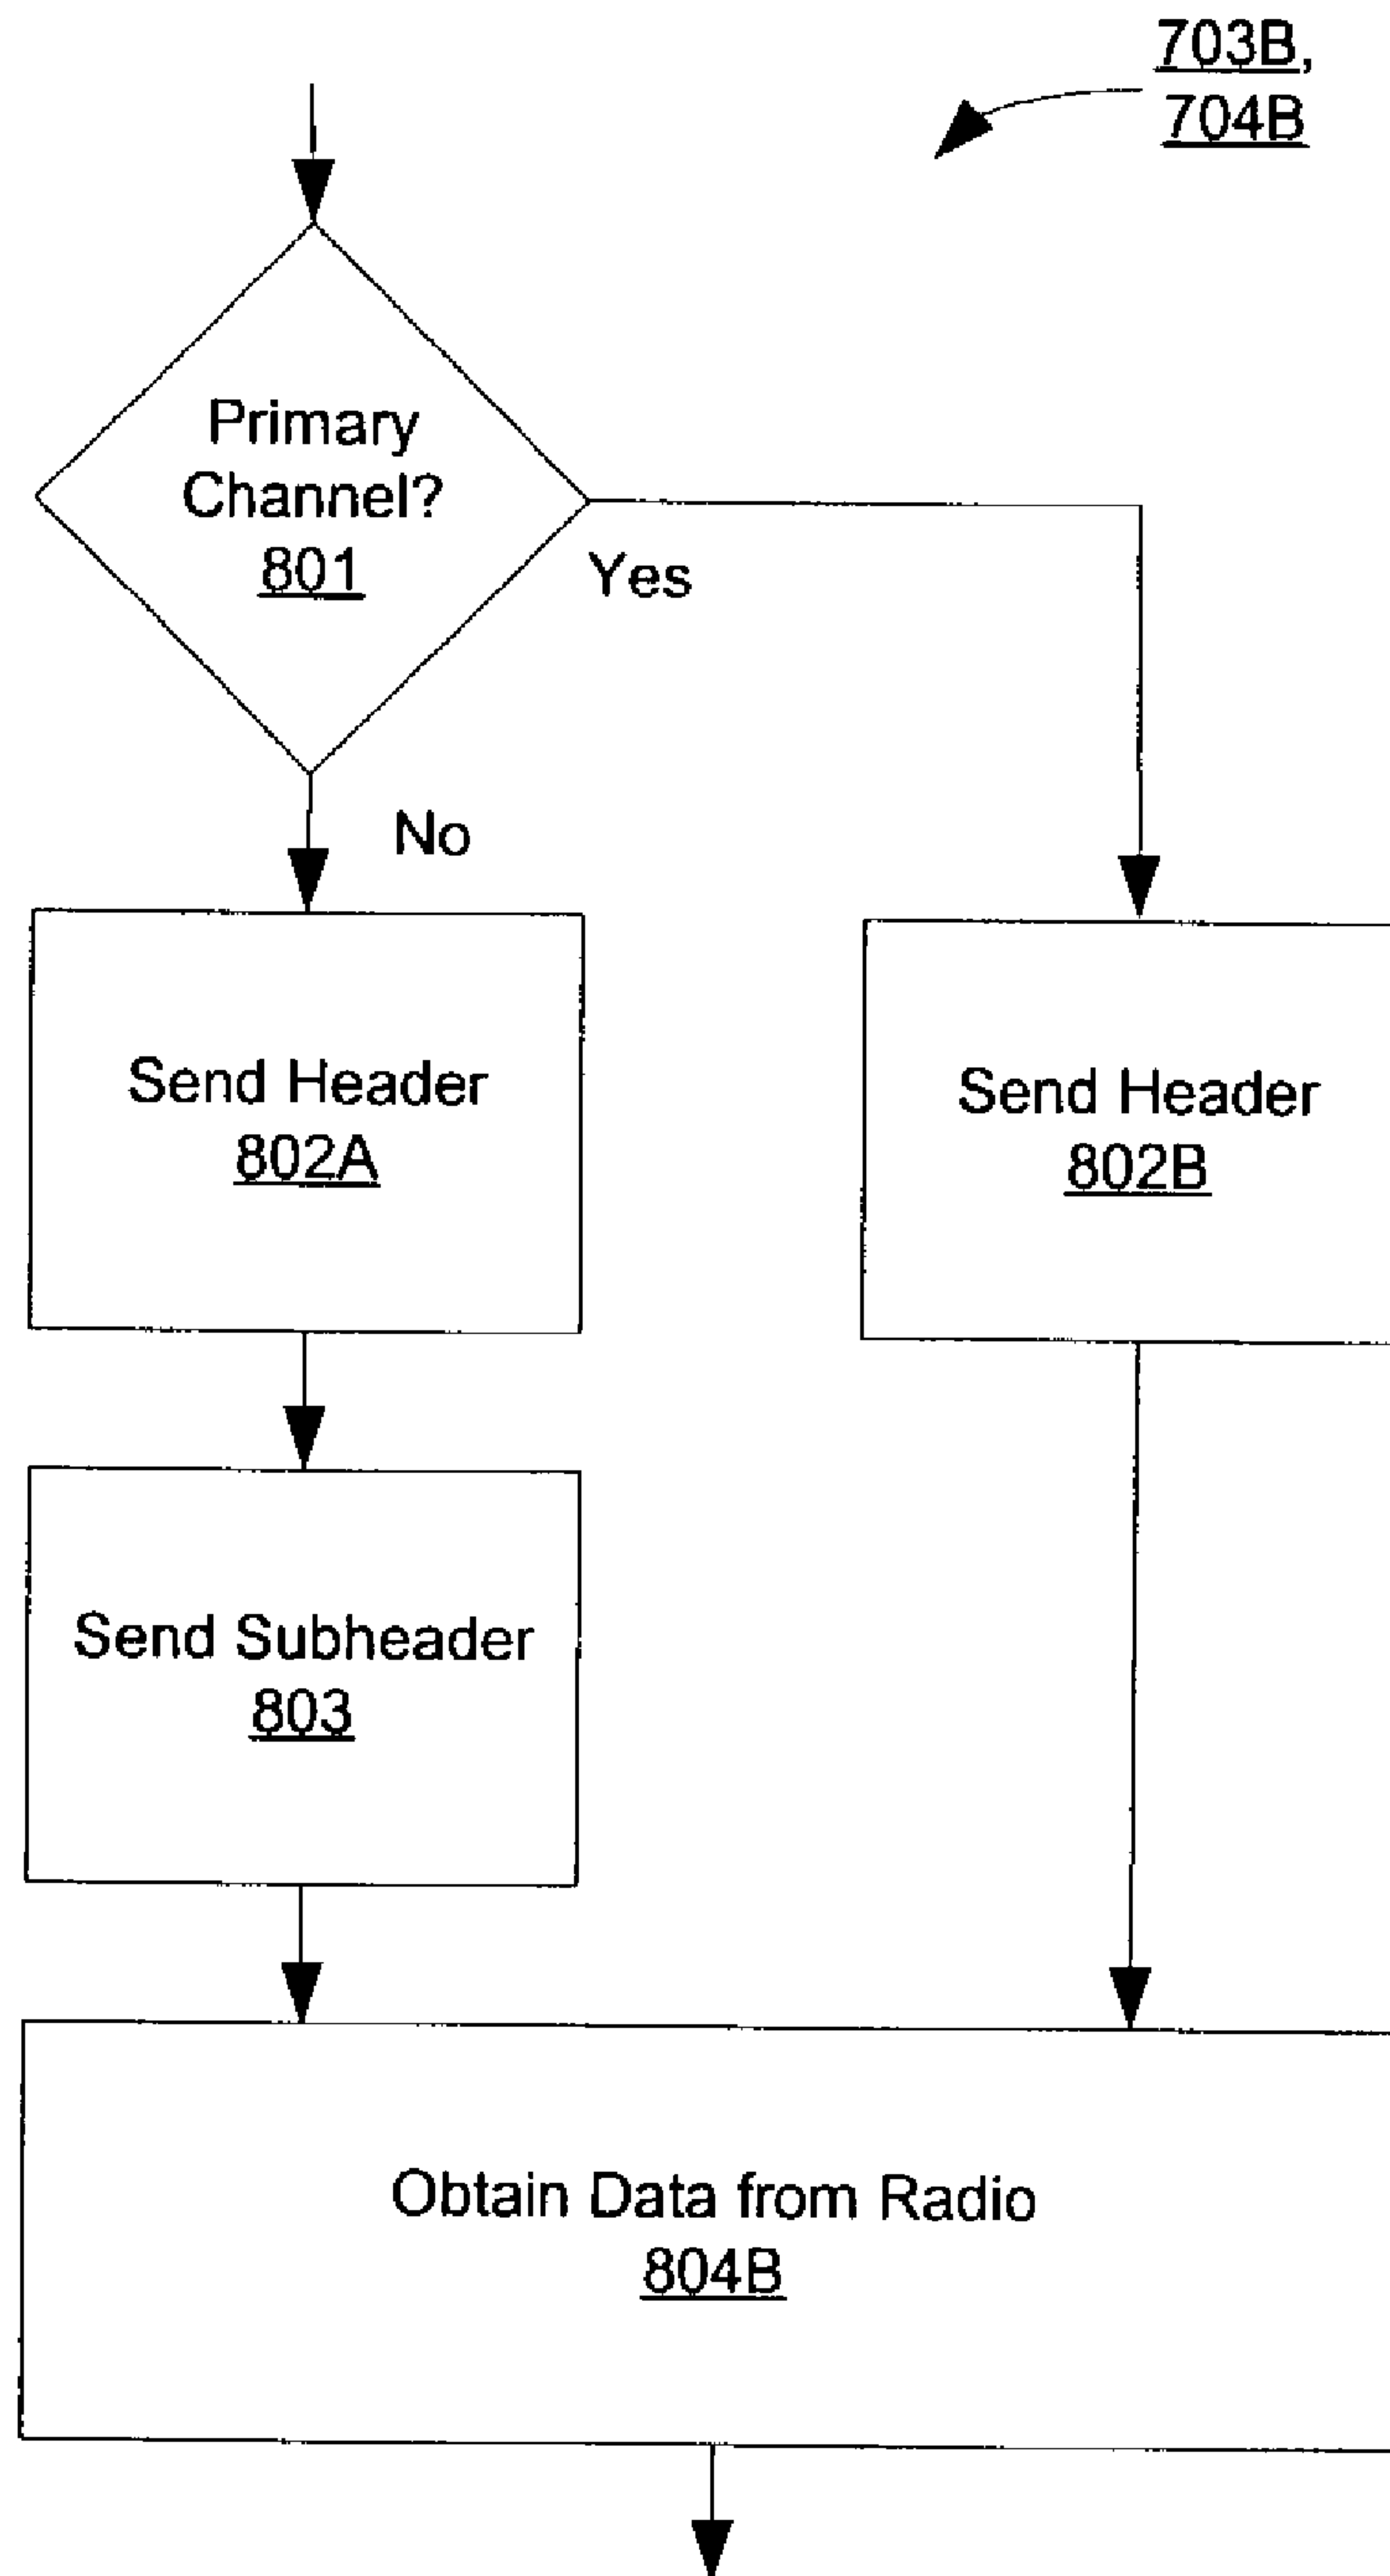 703B,
704B
Primary
Channel?
801
Yes
No
Send Header
802A
Send Header
802B
Send Subheader
803
Obtain Data from Radio
804B